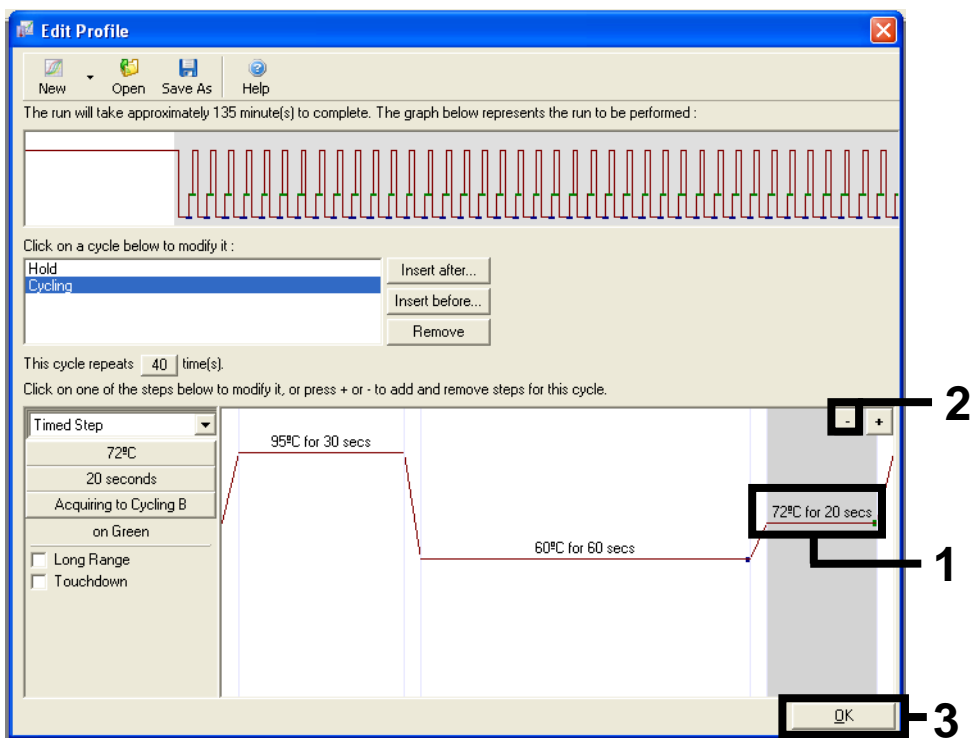 Edit Profile
New Open Save As Help
The run will take approximately 135 minute(s) to complete. The graph below represents the run to be performed :
Click on a cycle below to modify it :
Hold
Cycling
Insert after...
Insert before...
Remove
This cycle repeats 40 time(s).
Click on one of the steps below to modify it, or press + or - to add and remove steps for this cycle.
Timed Step
72ºC
20 seconds
Acquiring to Cycling B
on Green
Long Range
Touchdown
95ºC for 30 secs
60ºC for 60 secs
72ºC for 20 secs
- +
2
1
OK
3